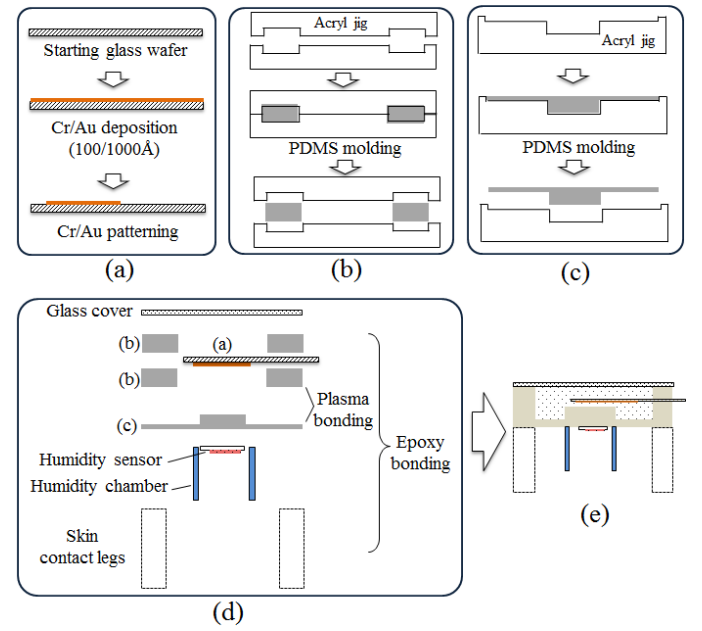 Starting glass wafer
Cr/Au deposition
(100/1000Å)
Cr/Au patterning
(a)
Acryl jig
PDMS molding
(b)
Acryl jig
PDMS molding
(c)
Glass cover
(b)
(a)
(b)
Plasma
bonding
(c)
Epoxy
bonding
Humidity sensor
Humidity chamber
Skin
contact legs
(d)
(e)